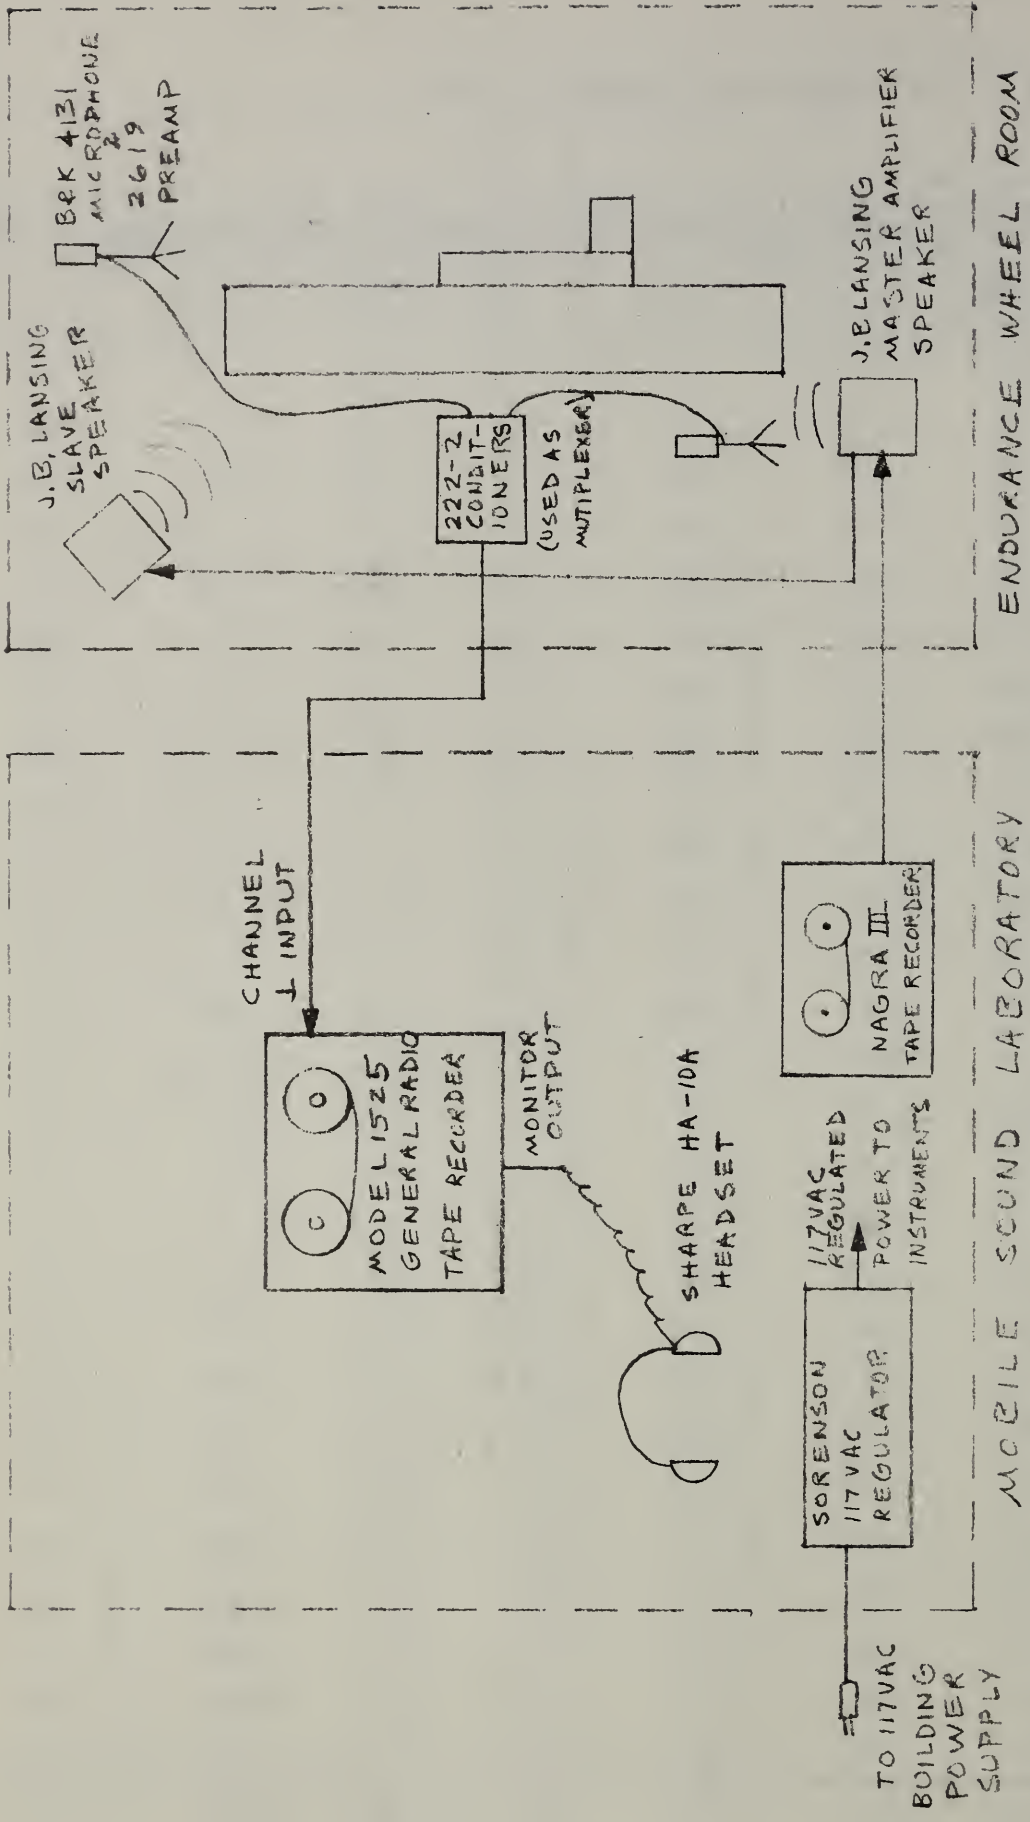 J.B. LANSING
SLAVE
SPEAKER
B&K 4131
MICROPHONE
&
2619
PREAMP
222-2
CONDIT-
IONERS
(USED AS
MUTIPLEXER)
J.B LANSING
MASTER AMPLIFIER
SPEAKER
ENDURANCE WHEEL ROOM
CHANNEL
1 INPUT
MODEL 1525
GENERAL RADIO
TAPE RECORDER
MONITOR
OUTPUT
SHARPE HA-10A
HEADSET
NAGRA III
TAPE RECORDER
SORENSON
117 VAC
REGULATOR
117VAC
REGULATED
POWER TO
INSTRUMENTS
TO 117VAC
BUILDING
POWER
SUPPLY
MOBILE SOUND LABORATORY